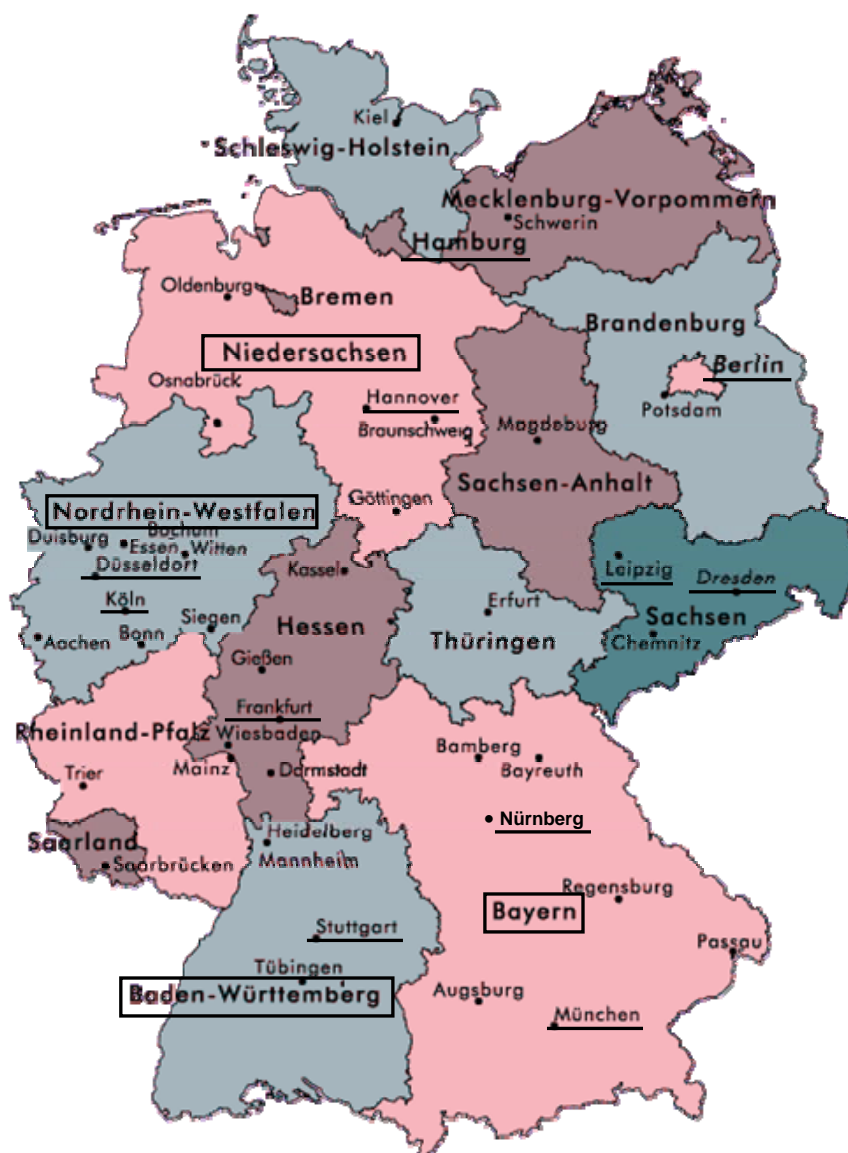 Kiel
Schleswig-Holstein
Mecklenburg-Vorpommern
Schwerin
Hamburg
Oldenburg
Bremen
Brandenburg
Niedersachsen
Berlin
Osnabrück
Hannover
Potsdam
Braunschweig
Magdeburg
Sachsen-Anhalt
Göttingen
Nordrhein-Westfalen
Bochum
Duisburg
Essen
Witten
Düsseldort
Kassel
Leipzig
Dresden
Köln
Siegen
Hessen
Erfurt
Sachsen
Aachen
Bonn
Thüringen
Chemnitz
Gießen
Frankfurt
Rheinland-Pfalz
Wiesbaden
Bamberg
Bayreuth
Trier
Mainz
Darmstadt
Nürnberg
Saarland
Heidelberg
Saarbrücken
Mannheim
Regensburg
Bayern
Stuttgart
Passau
Tübingen
Baden-Württemberg
Augsburg
München